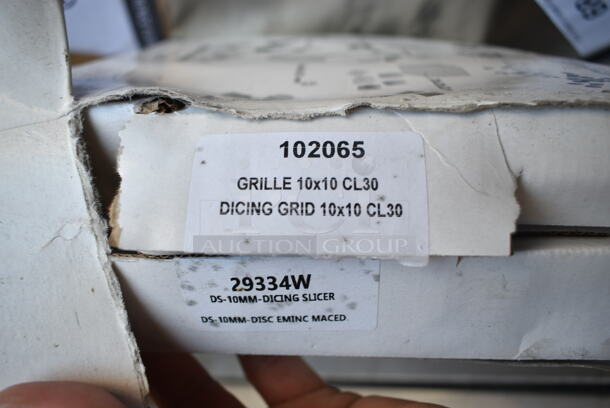 102065
GRILLE 10x10 CL30
DICING GRID 10x10 CL30
AUCTION GROUP
29334W
DS-10MM-DICING SLICER
DS-10MM-DISC EMINC MACED